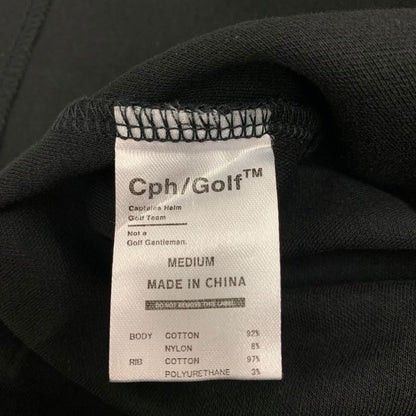 Cph/Golf™
Captains Helm
Golf Team
Not a
Golf Gentleman.
MEDIUM
MADE IN CHINA
DO NOT REMOVE THIS LABEL
BODY COTTON 92%
NYLON 8%
RIB COTTON 97%
POLYURETHANE 3%